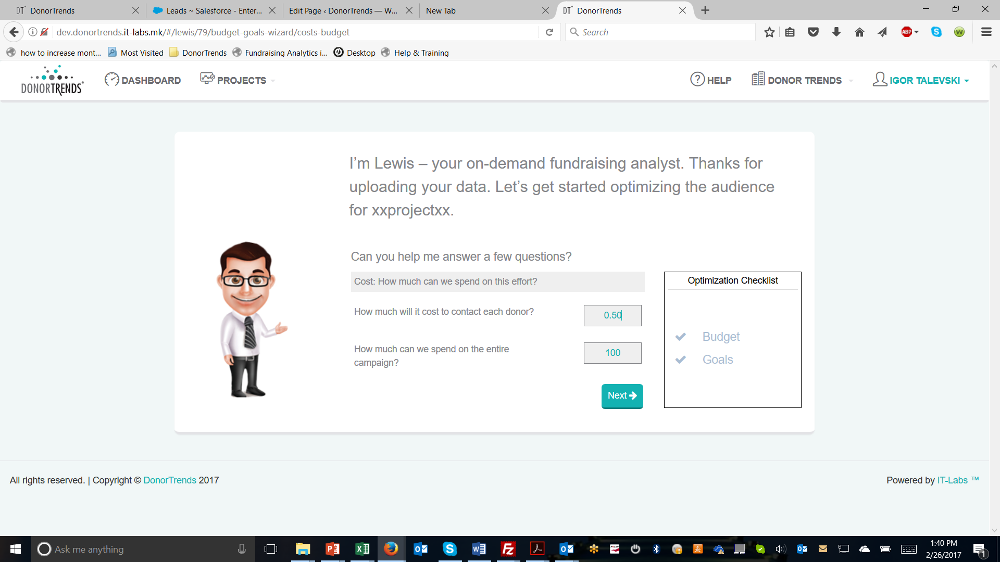 DT DonorTrends
Leads ~ Salesforce - Enter...
Edit Page ‹ DonorTrends — W...
New Tab
DT DonorTrends
dev.donortrends.it-labs.mk/#/lewis/79/budget-goals-wizard/costs-budget
Search
ABP
how to increase mont...
Most Visited
DonorTrends
Fundraising Analytics i...
Desktop
Help & Training
DONORTRENDS
DASHBOARD
PROJECTS
HELP
DONOR TRENDS
IGOR TALEVSKI
I’m Lewis – your on-demand fundraising analyst. Thanks for
uploading your data. Let’s get started optimizing the audience
for xxprojectxx.
Can you help me answer a few questions?
Cost: How much can we spend on this effort?
Optimization Checklist
How much will it cost to contact each donor?
0.50
How much can we spend on the entire
campaign?
100
Budget
Goals
Next
All rights reserved. | Copyright © DonorTrends 2017
Powered by IT-Labs ™
Ask me anything
1:40 PM
2/26/2017
1